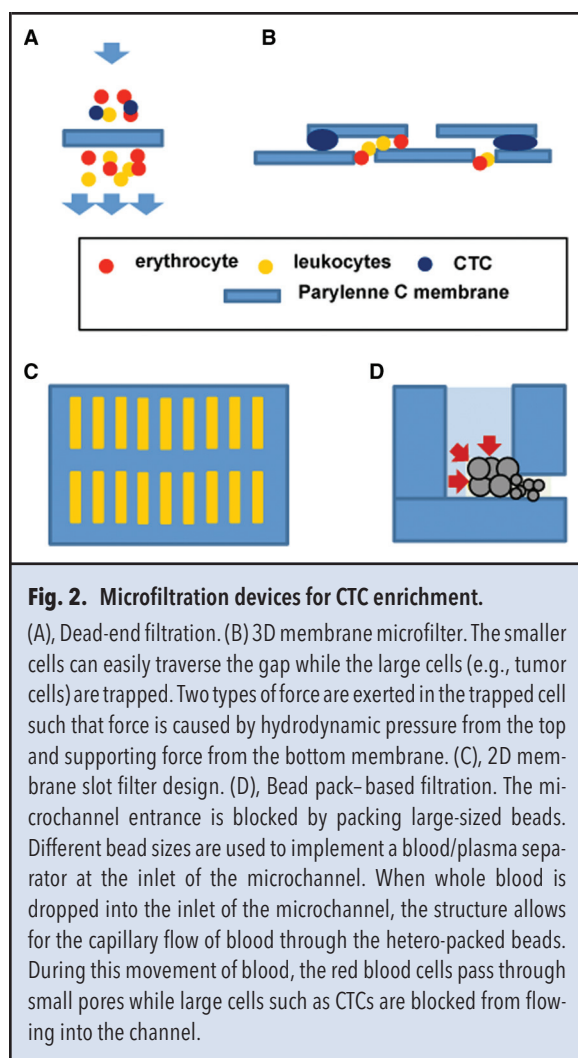 A
B
erythrocyte leukocytes CTC
Parylenne C membrane
C
D
Fig. 2. Microfiltration devices for CTC enrichment.
(A), Dead-end filtration. (B) 3D membrane microfilter. The smaller
cells can easily traverse the gap while the large cells (e.g., tumor
cells) are trapped. Two types of force are exerted in the trapped cell
such that force is caused by hydrodynamic pressure from the top
and supporting force from the bottom membrane. (C), 2D mem-
brane slot filter design. (D), Bead pack–based filtration. The mi-
crochannel entrance is blocked by packing large-sized beads.
Different bead sizes are used to implement a blood/plasma sepa-
rator at the inlet of the microchannel. When whole blood is
dropped into the inlet of the microchannel, the structure allows
for the capillary flow of blood through the hetero-packed beads.
During this movement of blood, the red blood cells pass through
small pores while large cells such as CTCs are blocked from flow-
ing into the channel.